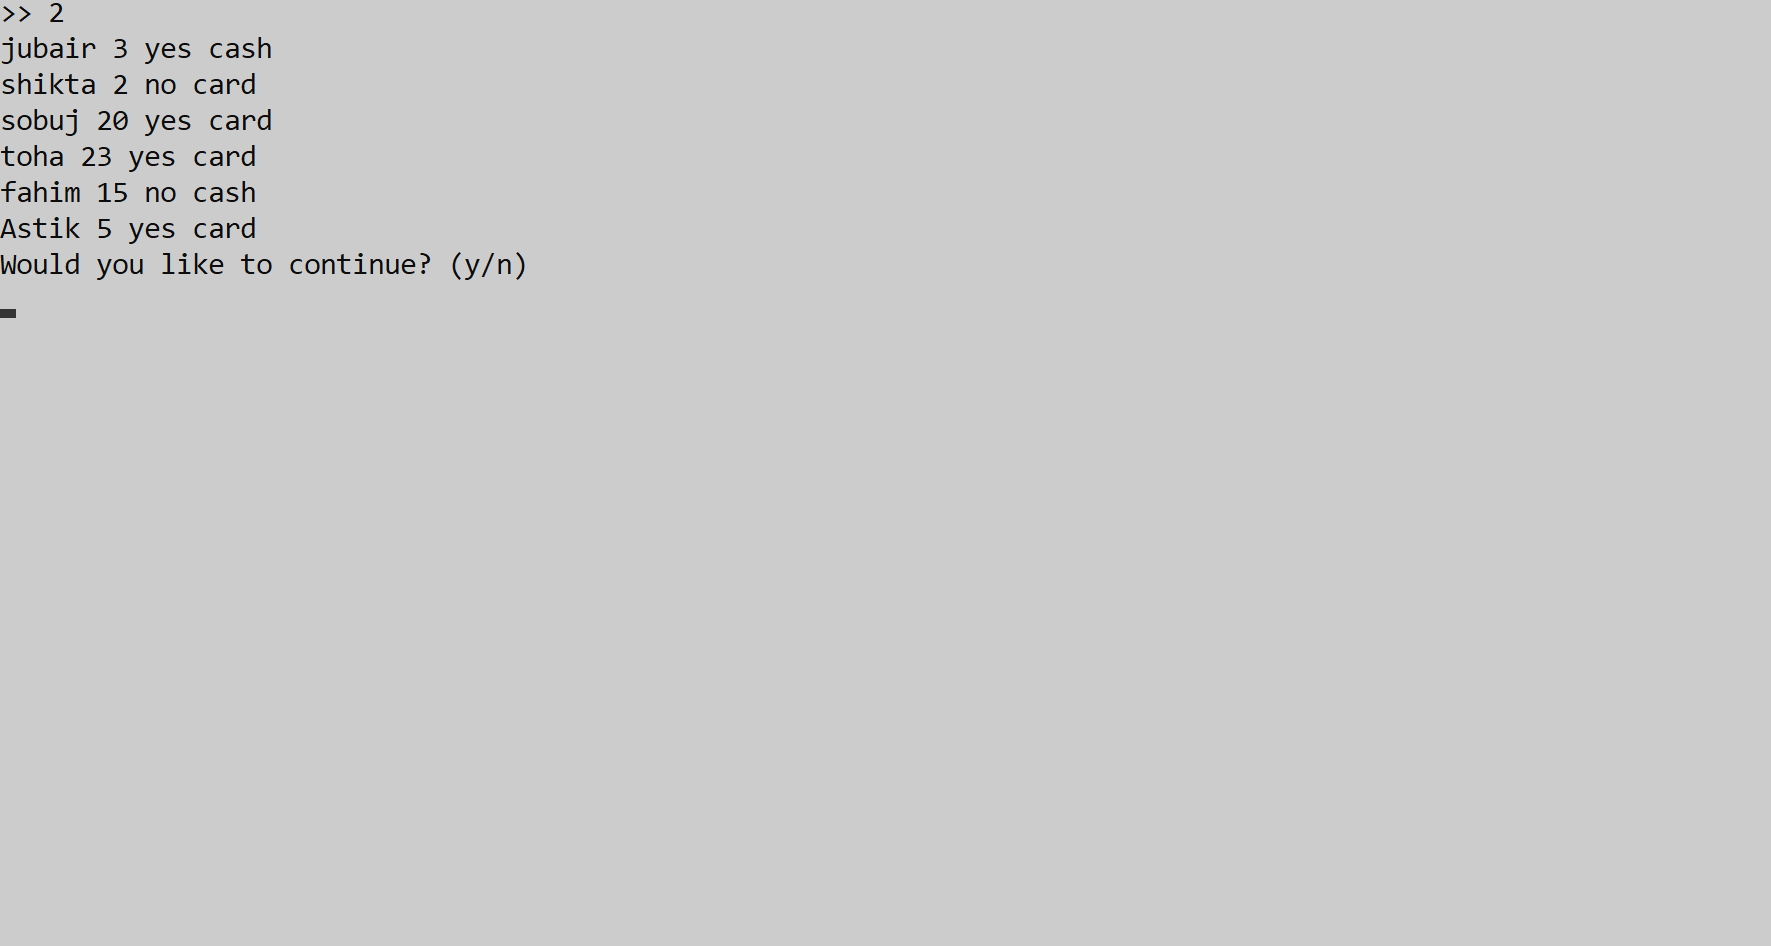 >> 2
jubair 3 yes cash
shikta 2 no card
sobuj 20 yes card
toha 23 yes card
fahim 15 no cash
Astik 5 yes card
Would you like to continue? (y/n)